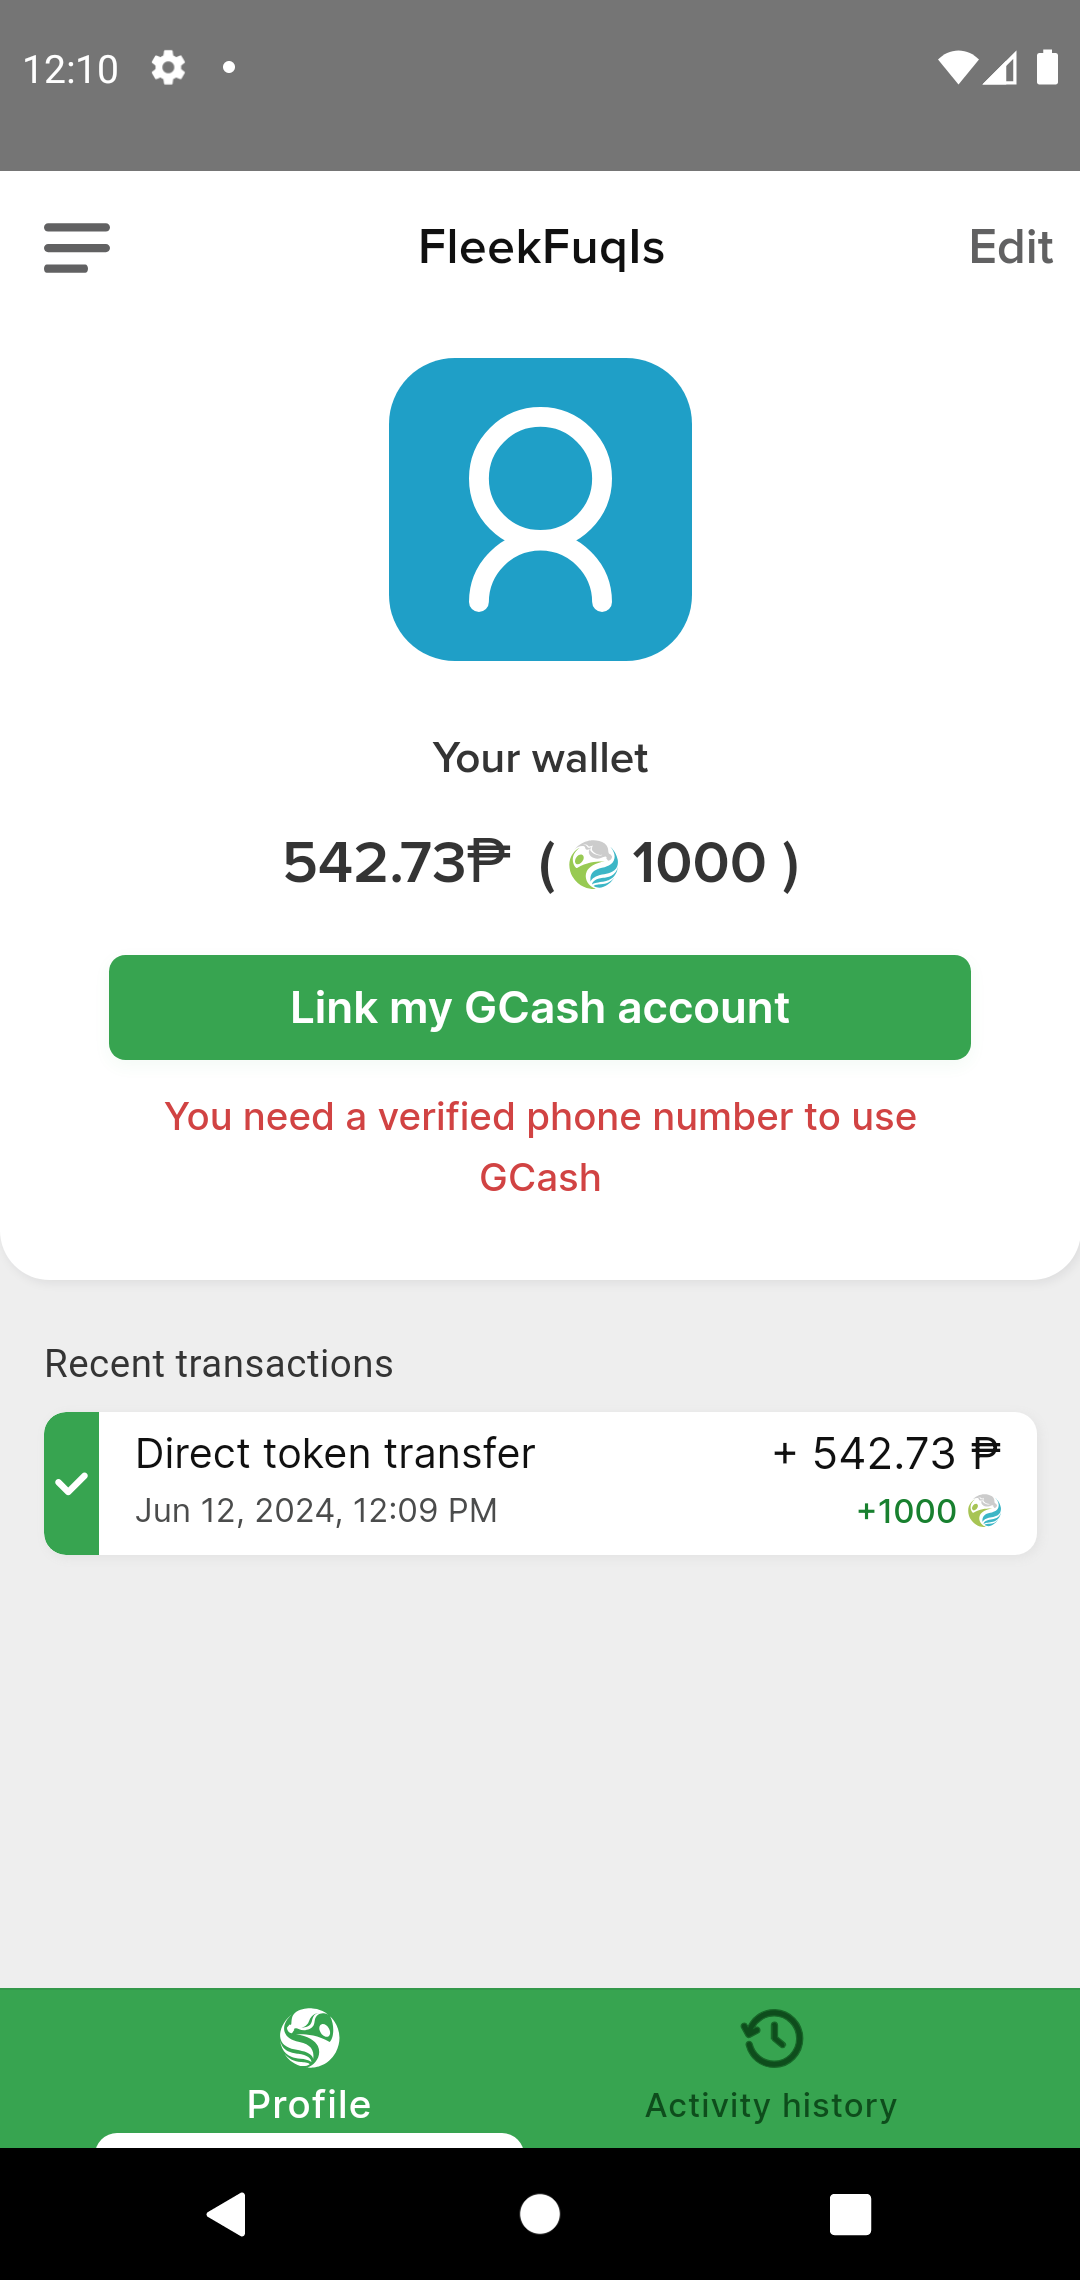 12:10
FleekFuqls
Edit
Your wallet
542.73₱ ( 1000 )
Link my GCash account
You need a verified phone number to use
GCash
Recent transactions
Direct token transfer
+ 542.73 ₱
Jun 12, 2024, 12:09 PM
+1000
Profile
Activity history